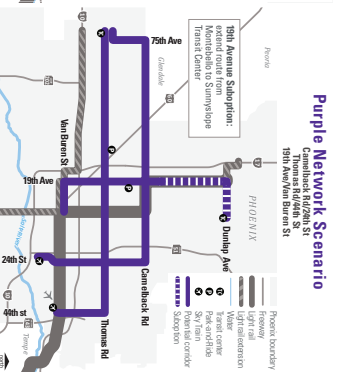 Purple Network Scenario
Camelback Rd/24th St
Thomas Rd/44th St
19th Ave/Van Buren St
Peoria
19th Avenue Suboption:
extend route from
Montebello to Sunnyslope
Transit Center
75th Ave
Glendale
Van Buren St
19th Ave
PHOENIX
Dunlap Ave
24th St
Camelback Rd
44th st
Thomas Rd
Tempe
Phoenix boundary
Freeway
Light rail
Light rail extension
Water
Transit center
Park-and-Ride
Sky Train
Potential corridor
Suboption